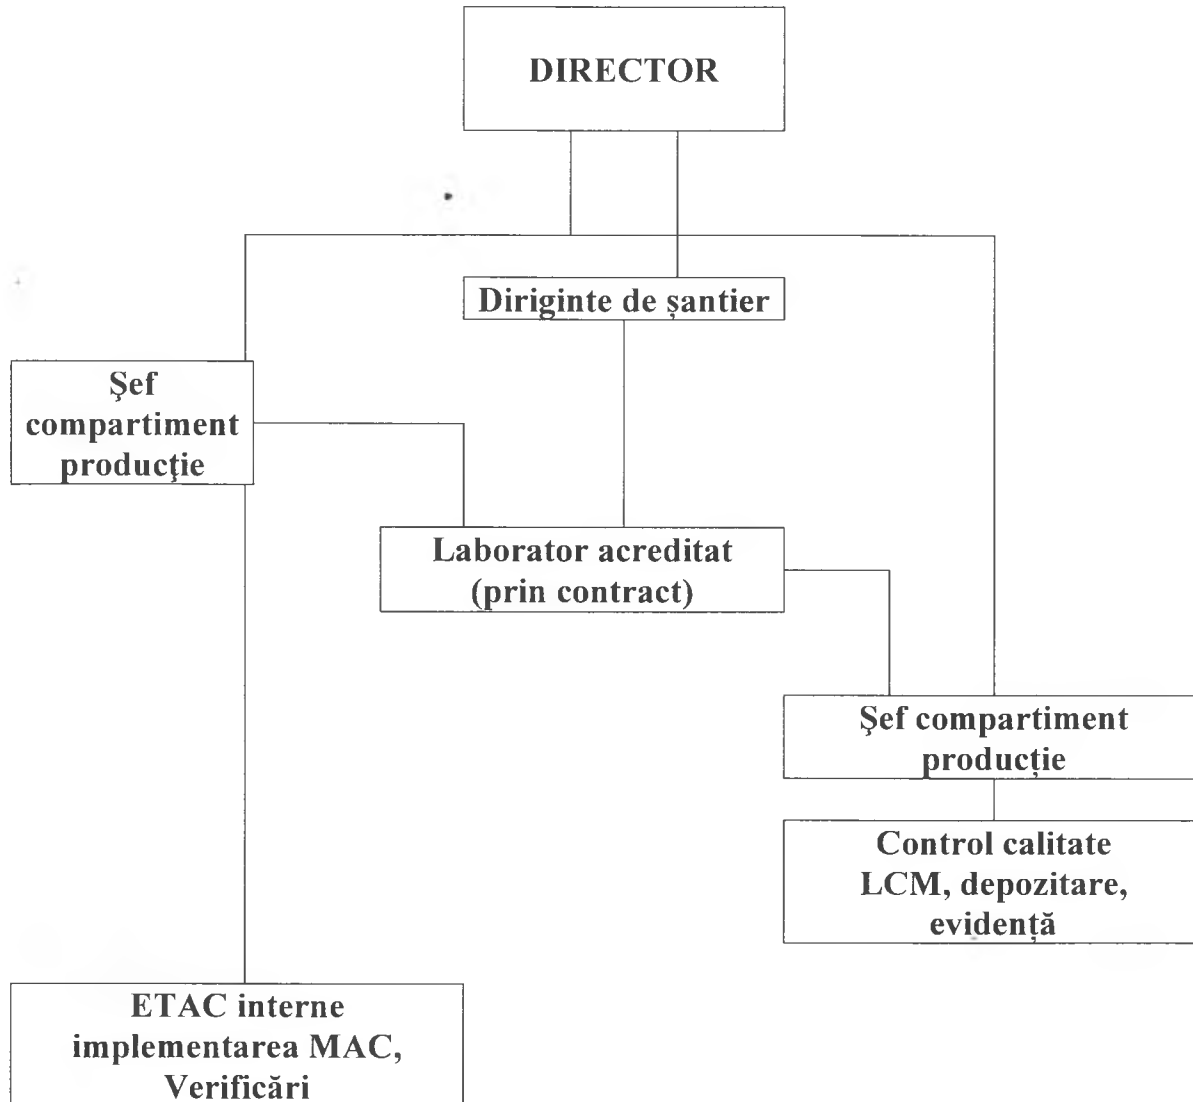 DIRECTOR
Diriginte de șantier
Şef
compartiment
producţie
Laborator acreditat
(prin contract)
Şef compartiment
producție
Control calitate
LCM, depozitare,
evidență
ETAC interne
implementarea MAC,
Verificări